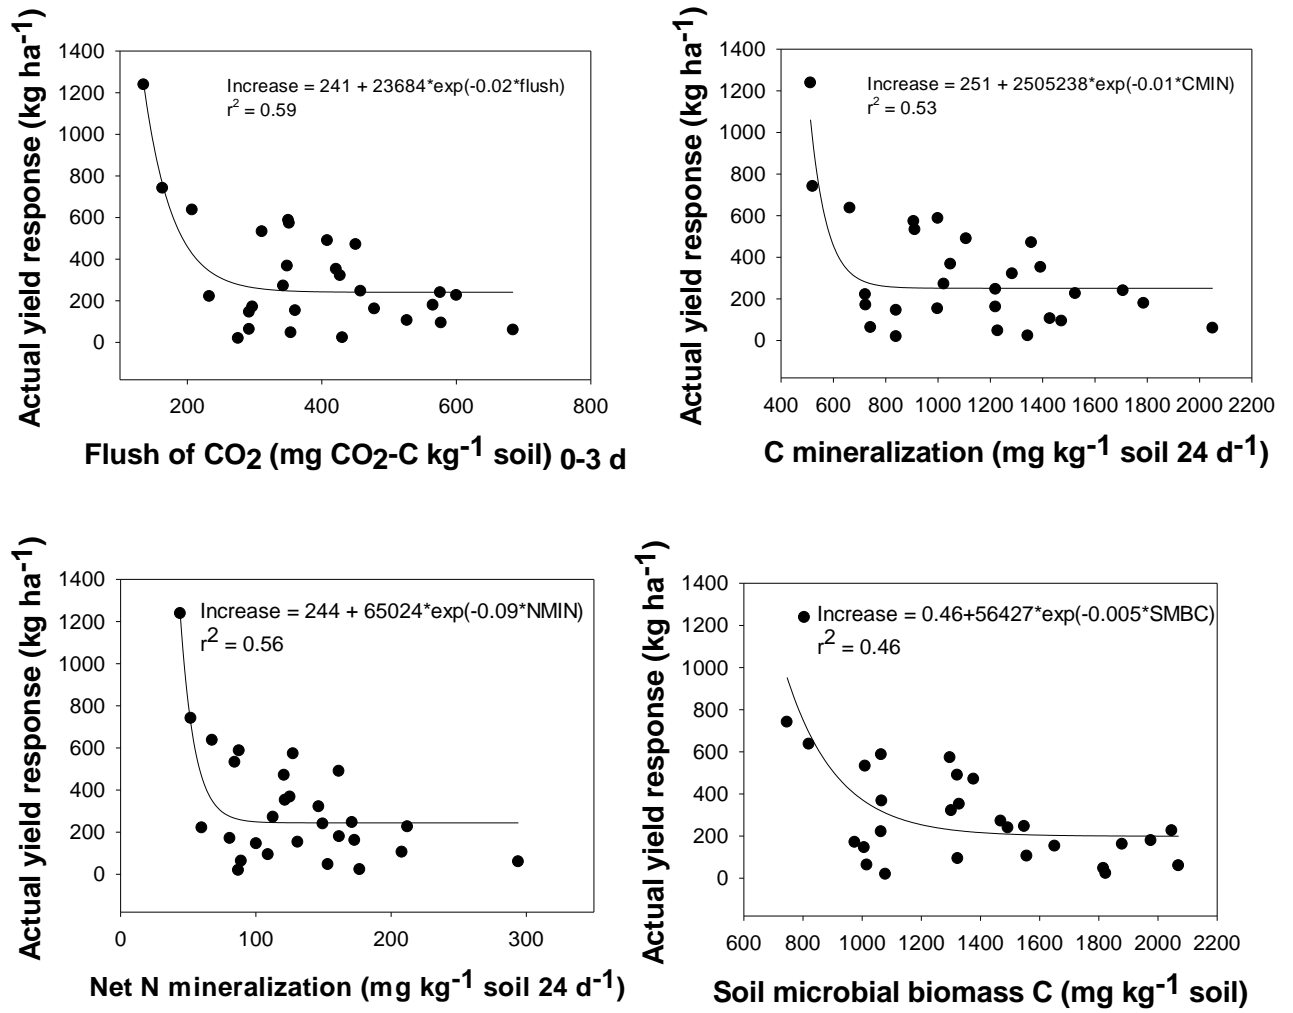 Actual yield response (kg ha-1)
1400
1200
1000
800
600
400
200
0
Increase = 241 + 23684*exp(-0.02*flush)
r2 = 0.59
200 400 600 800
Flush of CO2 (mg CO2-C kg-1 soil) 0-3 d
Actual yield response (kg ha-1)
1400
1200
1000
800
600
400
200
0
Increase = 251 + 2505238*exp(-0.01*CMIN)
r2 = 0.53
400 600 800 1000 1200 1400 1600 1800 2000 2200
C mineralization (mg kg-1 soil 24 d-1)
Actual yield response (kg ha-1)
1400
1200
1000
800
600
400
200
0
Increase = 244 + 65024*exp(-0.09*NMIN)
r2 = 0.56
0 100 200 300
Net N mineralization (mg kg-1 soil 24 d-1)
Actual yield response (kg ha-1)
1400
1200
1000
800
600
400
200
0
Increase = 0.46+56427*exp(-0.005*SMBC)
r2 = 0.46
600 800 1000 1200 1400 1600 1800 2000 2200
Soil microbial biomass C (mg kg-1 soil)